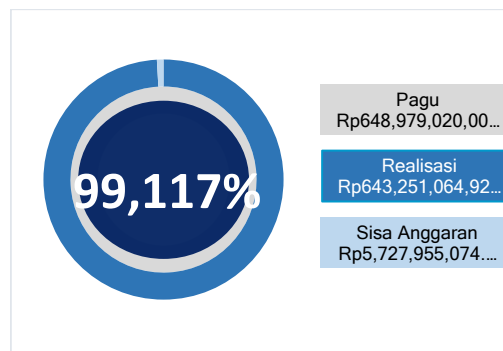 99,117%
Pagu
Rp648,979,020,00...
Realisasi
Rp643,251,064,92...
Sisa Anggaran
Rp5,727,955,074....